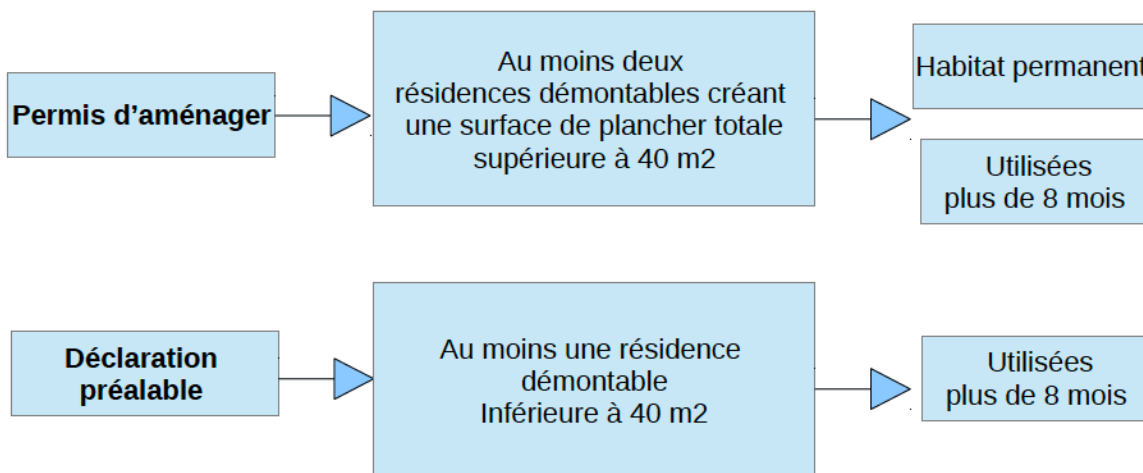 Permis d'aménager
Au moins deux
résidences démontables créant
une surface de plancher totale
supérieure à 40 m2
Habitat permanent
Utilisées
plus de 8 mois
Déclaration
préalable
Au moins une résidence
démontable
Inférieure à 40 m2
Utilisées
plus de 8 mois